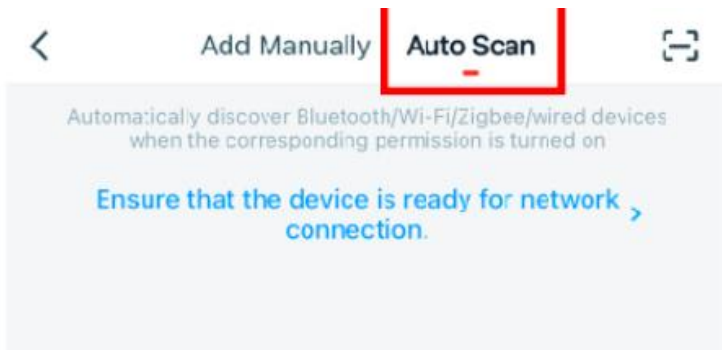 Add Manually Auto Scan
Automatically discover Bluetooth/Wi-Fi/Zigbee/wired devices
when the corresponding permission is turned on
Ensure that the device is ready for network
connection.